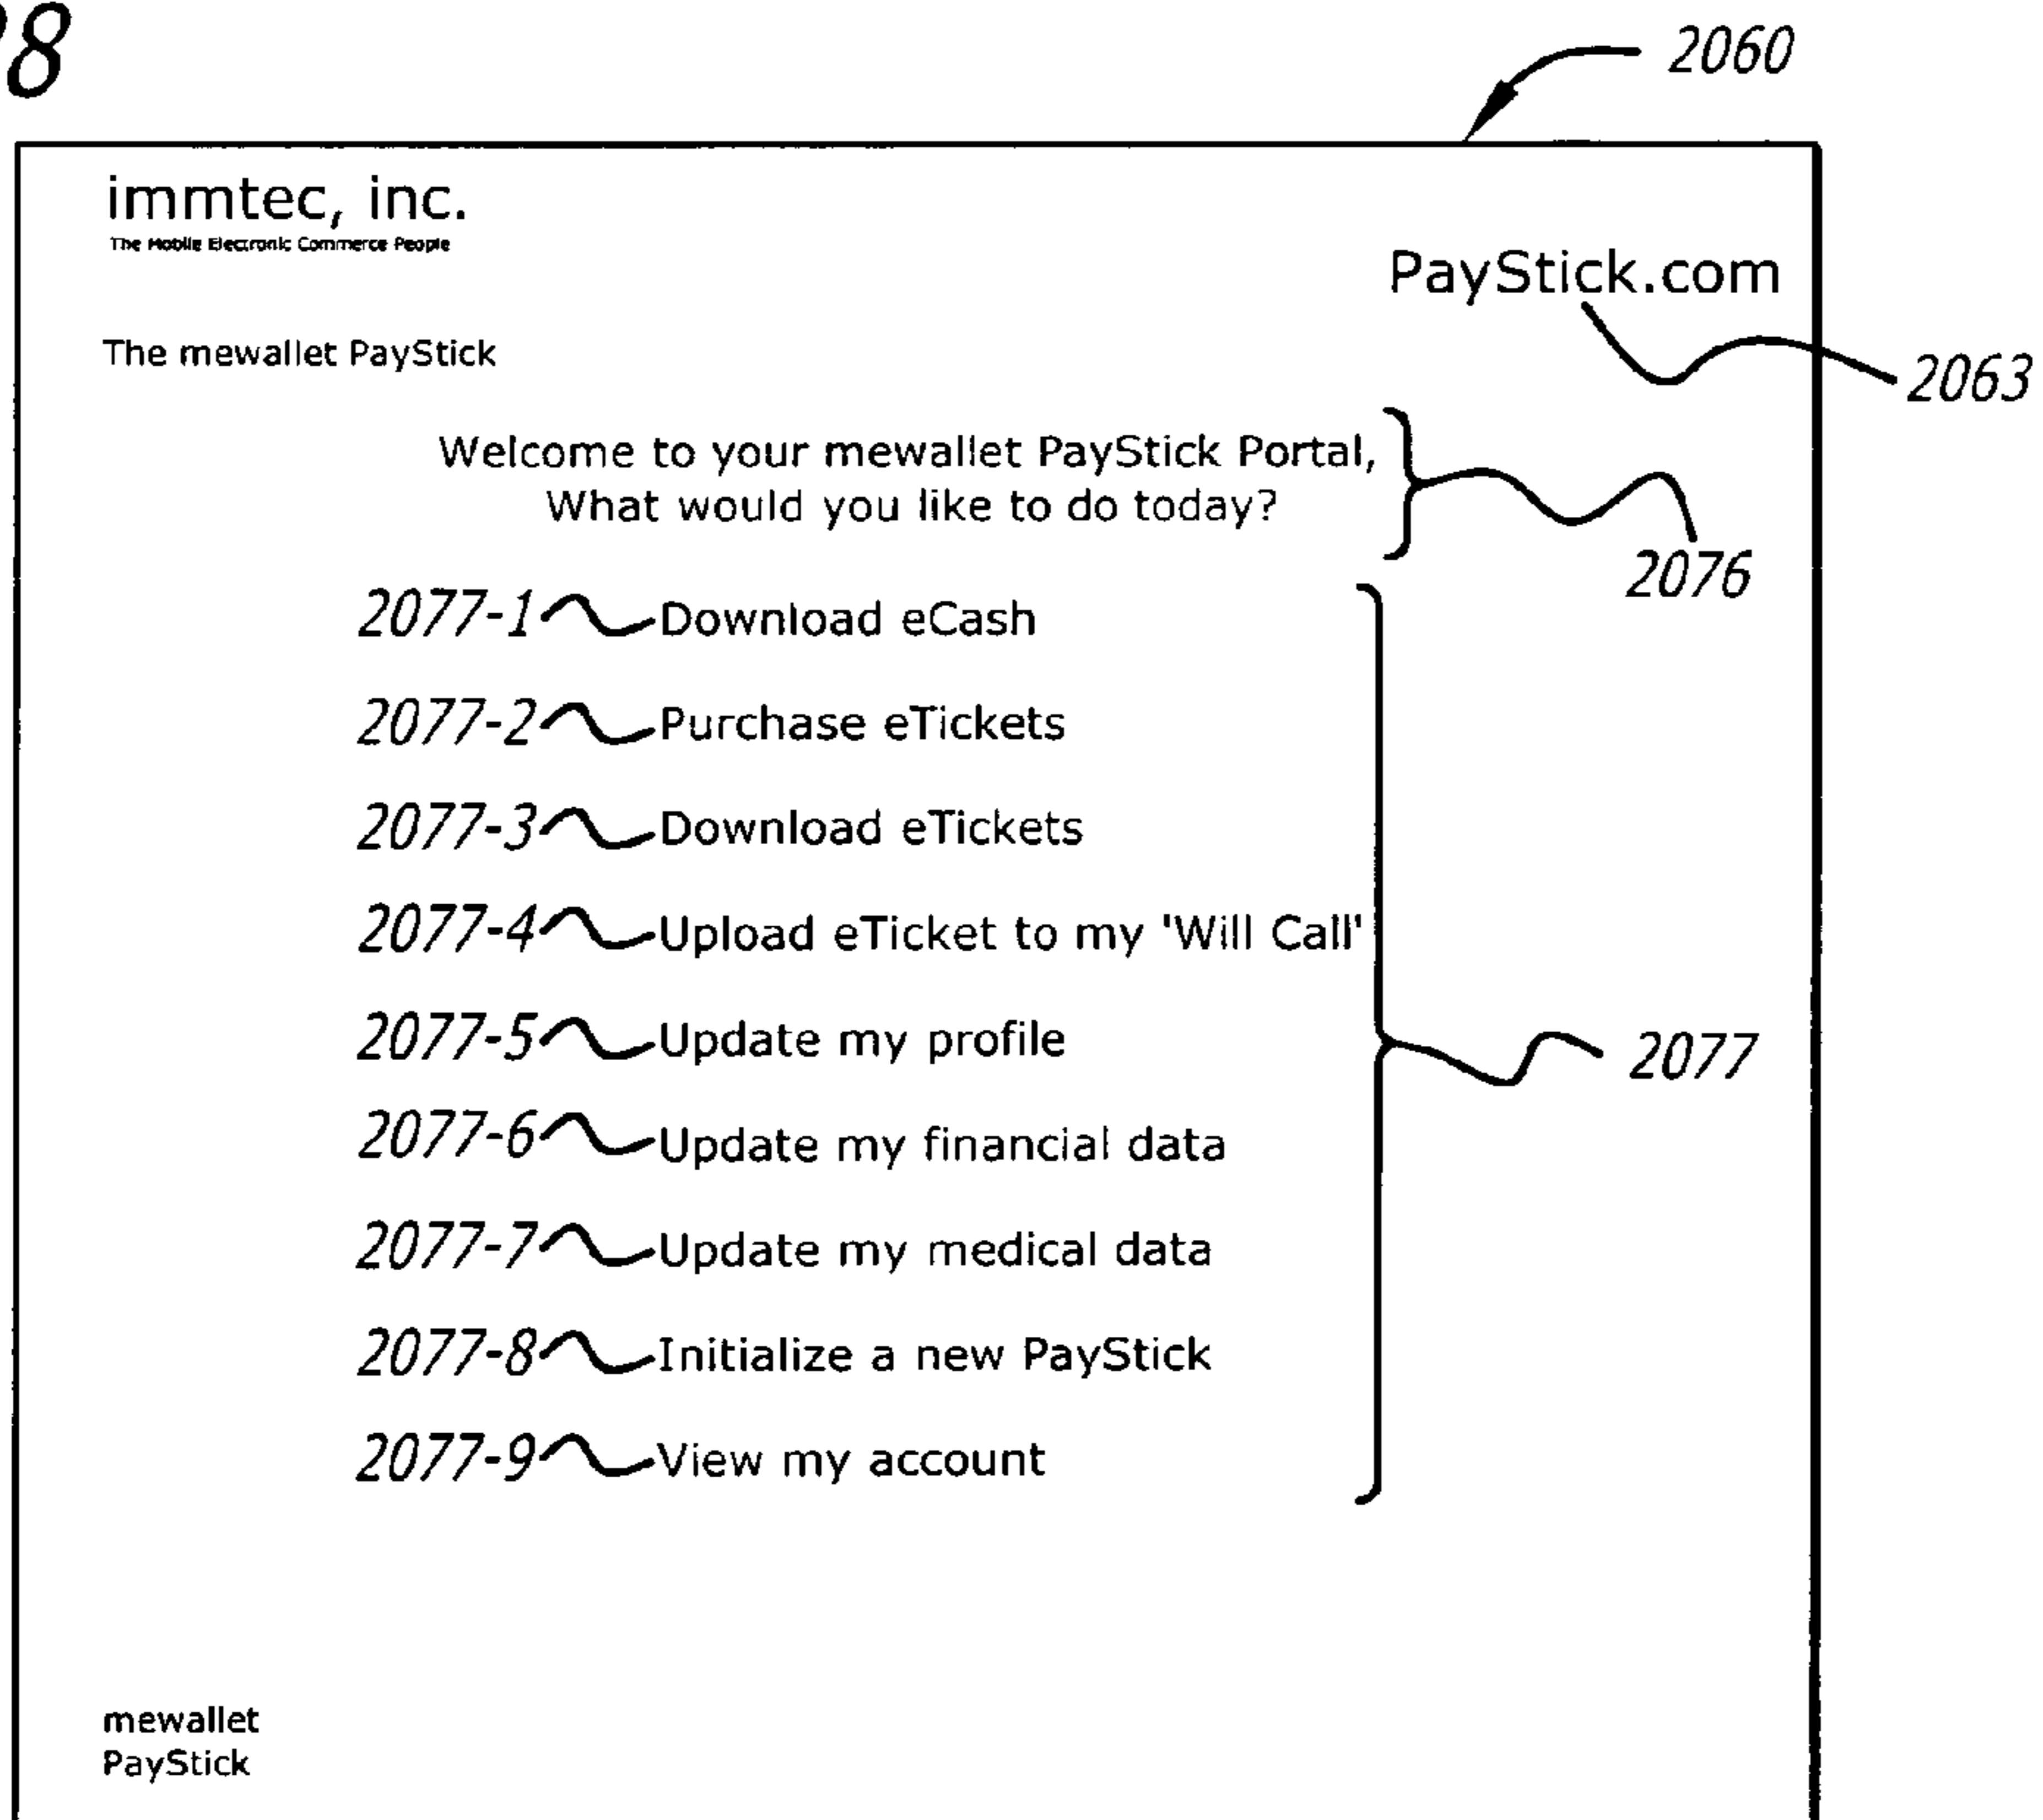 8
2060
immtec, inc.
The Mobile Electronic Commerce People
PayStick.com
The mewallet PayStick
2063
Welcome to your mewallet PayStick Portal,
What would you like to do today?
2076
2077-1 Download eCash
2077-2 Purchase eTickets
2077-3 Download eTickets
2077-4 Upload eTicket to my 'Will Call'
2077-5 Update my profile
2077
2077-6 Update my financial data
2077-7 Update my medical data
2077-8 Initialize a new PayStick
2077-9 View my account
mewallet
PayStick